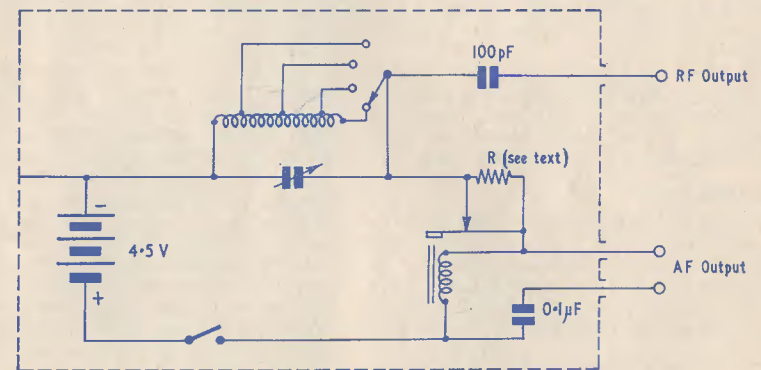 100pF
RF Output
R (see text)
-
4·5 V
+
AF Output
0·1μF